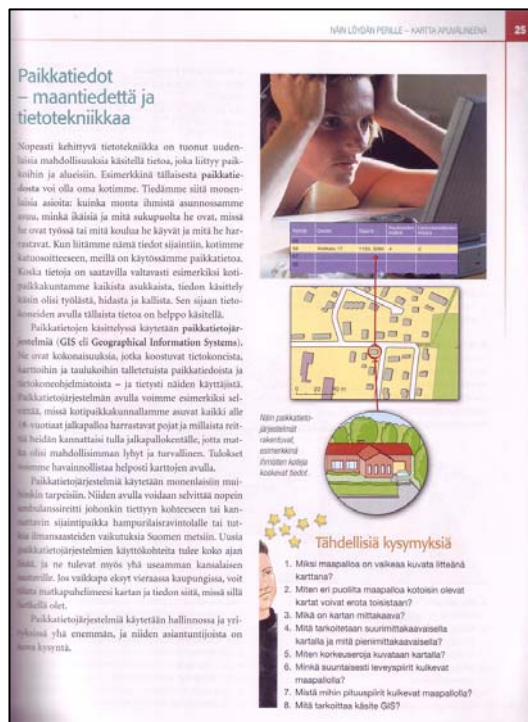 NÄIN LÖYDÄN PERILLE – KARTTA APUVÄLINEENÄ
25
Paikkatiedot
– maantiedettä ja
tietotekniikkaa
Nopeasti kehittyvä tietotekniikka on tuonut uuden-
laisia mahdollisuuksia käsitellä tietoa, joka liittyy paik-
koihin ja alueisiin. Esimerkkinä tällaisesta paikkatie-
dosta voi olla oma kotimme. Tiedämme siitä monen-
laisia asioita: kuinka monta ihmistä asunnossamme
asuu, minkä ikäisiä ja mitä sukupuolta he ovat, missä
he ovat työssä tai mitä koulua he käyvät ja mitä he har-
rastavat. Kun liitämme nämä tiedot sijaintiin, kotimme
katuosoitteeseen, meillä on käytössämme paikkatietoa.
Koska tietoja on saatavilla valtavasti esimerkiksi koti-
paikkakuntamme kaikista asukkaista, tiedon käsittely
käsin olisi työlästä, hidasta ja kallista. Sen sijaan tieto-
koneiden avulla tällaista tietoa on helppo käsitellä.
Paikkatietojen käsittelyssä käytetään paikkatietojär-
jestelmiä (GIS eli Geographical Information Systems).
Ne ovat kokonaisuuksia, jotka koostuvat tietokoneista,
karttoihin ja taulukoihin talletetuista paikkatiedoista ja
tietokoneohjelmistoista – ja tietysti näiden käyttäjistä.
Paikkatietojärjestelmän avulla voimme esimerkiksi sel-
vittää, missä kotipaikkakunnallamme asuvat kaikki alle
-vuotiaat jalkapalloa harrastavat pojat ja millaista reit-
tiä heidän kannattaisi tulla jalkapallokentälle, jotta mat-
ka olisi mahdollisimman lyhyt ja turvallinen. Tulokset
voimme havainnollistaa helposti karttojen avulla.
Paikkatietojärjestelmiä käytetään monenlaisiin mui-
hinkin tarpeisiin. Niiden avulla voidaan selvittää nopein
ambulanssireitti johonkin tiettyyn kohteeseen tai kan-
nattavin sijaintipaikka hampurilaisravintolalle tai tut-
kia ilmansaasteiden vaikutuksia Suomen metsiin. Uusia
paikkatietojärjestelmien käyttökohteita tulee koko ajan
lisää, ja ne tulevat myös yhä useamman kansalaisen
saataville. Jos vaikkapa eksyt vieraassa kaupungissa, voit
matkapuhelimeesi kartan ja tiedon siitä, missä sillä
hetkellä olet.
Paikkatietojärjestelmiä käytetään hallinnossa ja yri-
tyksissä yhä enemmän, ja niiden asiantuntijoista on
kova kysyntä.
Näin paikkatieto-
järjestelmät
rakentuvat,
esimerkkinä
ihmisten koteja
koskevat tiedot.
Tähdellisiä kysymyksiä
1. Miksi maapalloa on vaikeaa kuvata litteänä
karttana?
2. Miten eri puolilta maapalloa kotoisin olevat
kartat voivat erota toisistaan?
3. Mikä on kartan mittakaava?
4. Mitä tarkoitetaan suurimittakaavaisella
kartalla ja mitä pienimittakaavaisella?
5. Miten korkeuseroja kuvataan kartalla?
6. Minkä suuntaisesti leveyspiirit kulkevat
maapallolla?
7. Mistä mihin pituuspiirit kulkevat maapallolla?
8. Mitä tarkoittaa käsite GIS?